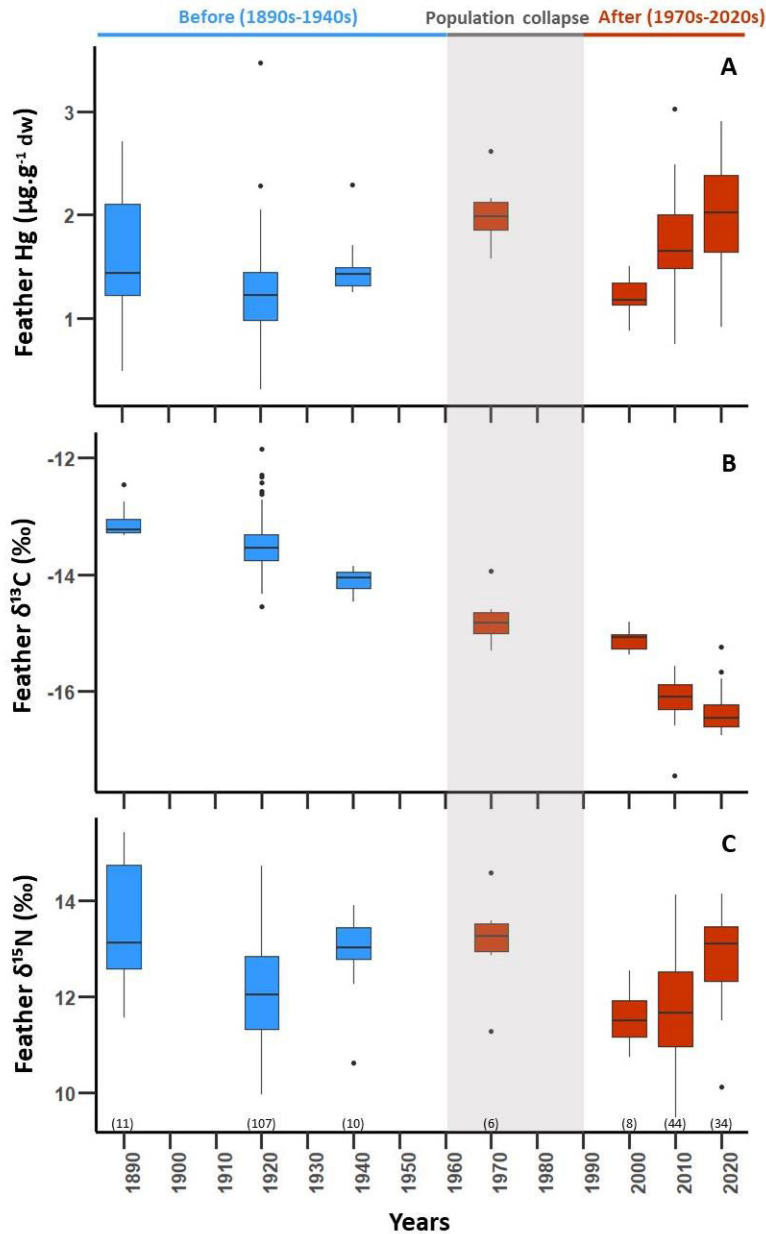 Before (1890s-1940s)
Population collapse
After (1970s-2020s)
A
Feather Hg (µg.g⁻¹ dw)
3
2
1
B
Feather δ¹³C (‰)
-12
-14
-16
C
Feather δ¹⁵N (‰)
14
12
10
(11) (107) (10) (6) (8) (44) (34)
1890 1900 1910 1920 1930 1940 1950 1960 1970 1980 1990 2000 2010 2020
Years